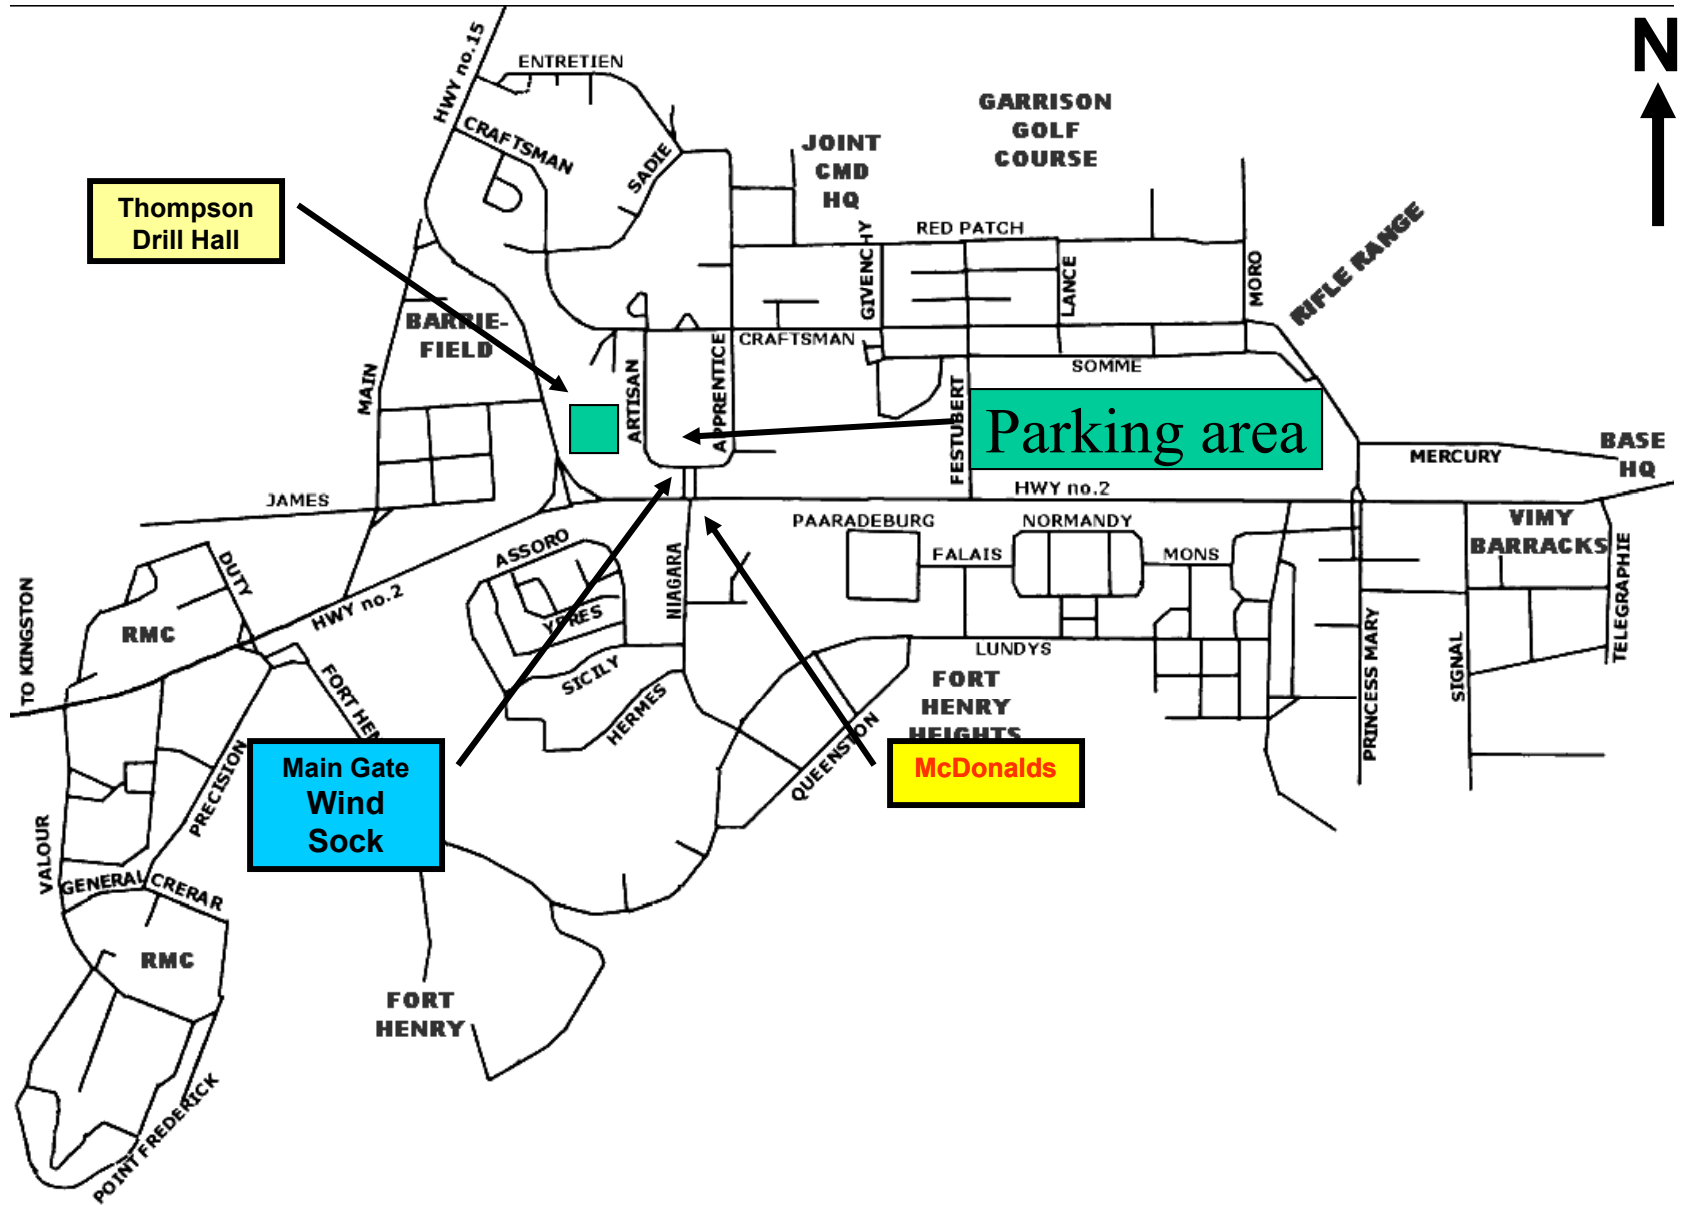 N
HWY no.15
ENTRETIEN
CRAFTSMAN
SADIE
JOINT
CMD
HQ
GARRISON
GOLF
COURSE
Thompson
Drill Hall
RED PATCH
GIVENCHY
LANCE
MORO
RIFLE RANGE
BARRIE-
FIELD
MAIN
ARTISAN
APPRENTICE
CRAFTSMAN
SOMME
FESTUBERT
Parking area
MERCURY
BASE
HQ
JAMES
HWY no.2
PAARADEBURG
NORMANDY
FALAIS
MONS
VIMY
BARRACKS
TELEGRAPHIE
ASSORO
NIAGARA
DUTY
HWY no.2
YPRES
RMC
TO KINGSTON
LUNDYS
SICILY
HERMES
FORT HEN
FORT
HENRY
HEIGHTS
PRINCESS MARY
SIGNAL
QUEENSTON
PRECISION
Main Gate
Wind
Sock
McDonalds
VALOUR
GENERAL CRERAR
RMC
FORT
HENRY
POINT FREDERICK